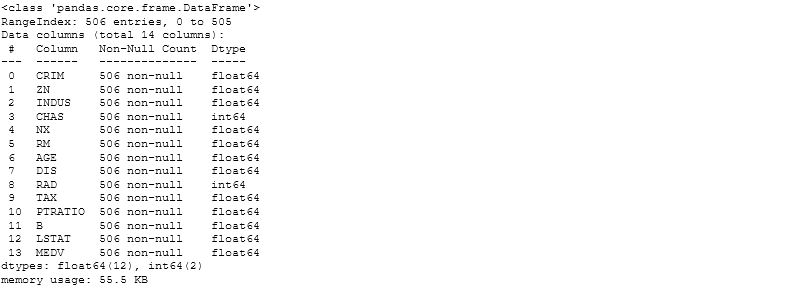 <class 'pandas.core.frame.DataFrame'>
RangeIndex: 506 entries, 0 to 505
Data columns (total 14 columns):
 #   Column   Non-Null Count  Dtype
---  ------   --------------  -----
 0   CRIM     506 non-null    float64
 1   ZN       506 non-null    float64
 2   INDUS    506 non-null    float64
 3   CHAS     506 non-null    int64
 4   NX       506 non-null    float64
 5   RM       506 non-null    float64
 6   AGE      506 non-null    float64
 7   DIS      506 non-null    float64
 8   RAD      506 non-null    int64
 9   TAX      506 non-null    float64
 10  PTRATIO  506 non-null    float64
 11  B        506 non-null    float64
 12  LSTAT    506 non-null    float64
 13  MEDV     506 non-null    float64
dtypes: float64(12), int64(2)
memory usage: 55.5 KB